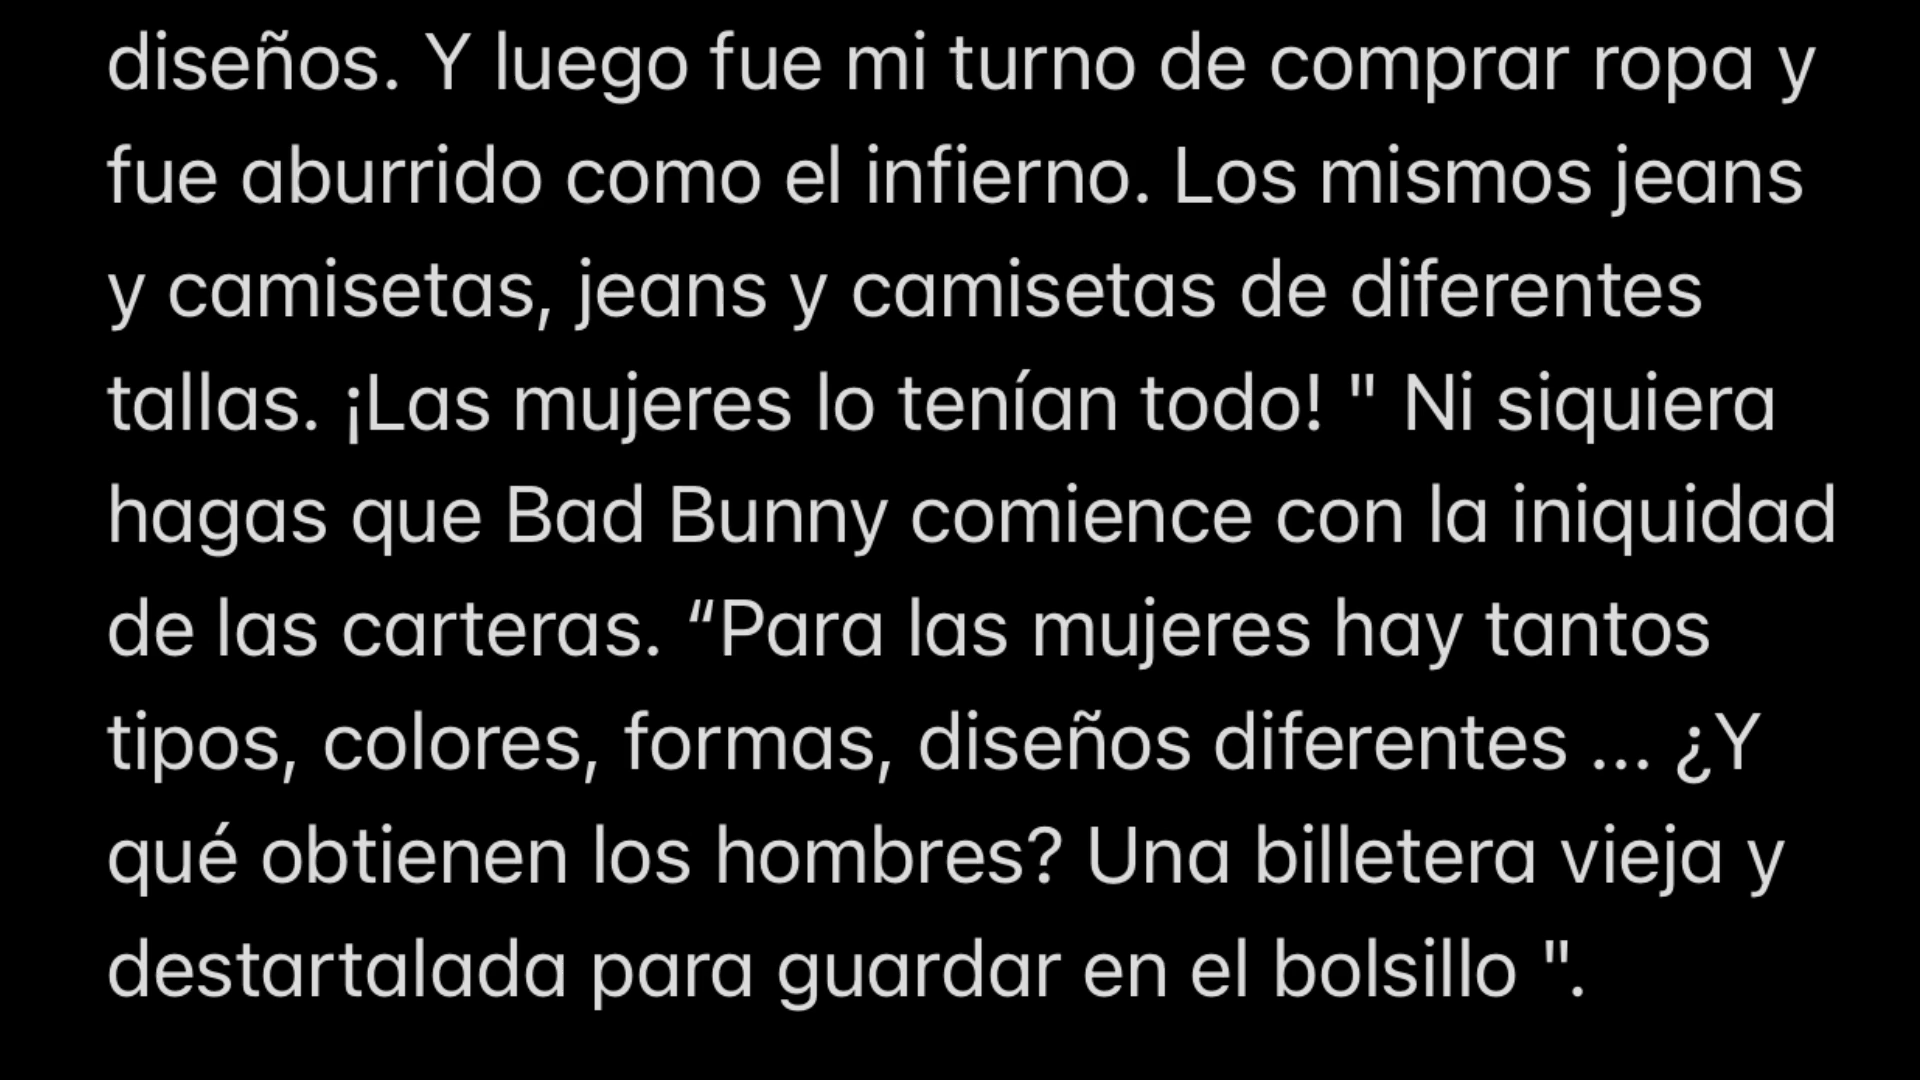 diseños. Y luego fue mi turno de comprar ropa y
fue aburrido como el infierno. Los mismos jeans
y camisetas, jeans y camisetas de diferentes
tallas. ¡Las mujeres lo tenían todo! " Ni siquiera
hagas que Bad Bunny comience con la iniquidad
de las carteras. “Para las mujeres hay tantos
tipos, colores, formas, diseños diferentes ... ¿Y
qué obtienen los hombres? Una billetera vieja y
destartalada para guardar en el bolsillo ".